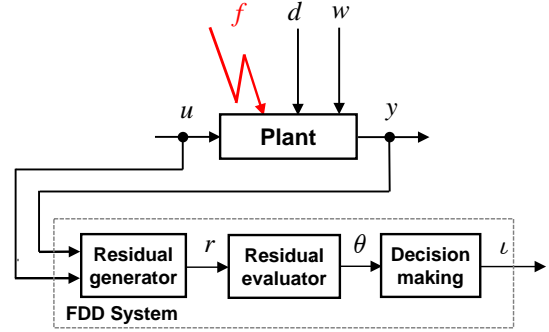 f d w
u y
Plant
Residual generator r Residual evaluator θ Decision making ι
FDD System